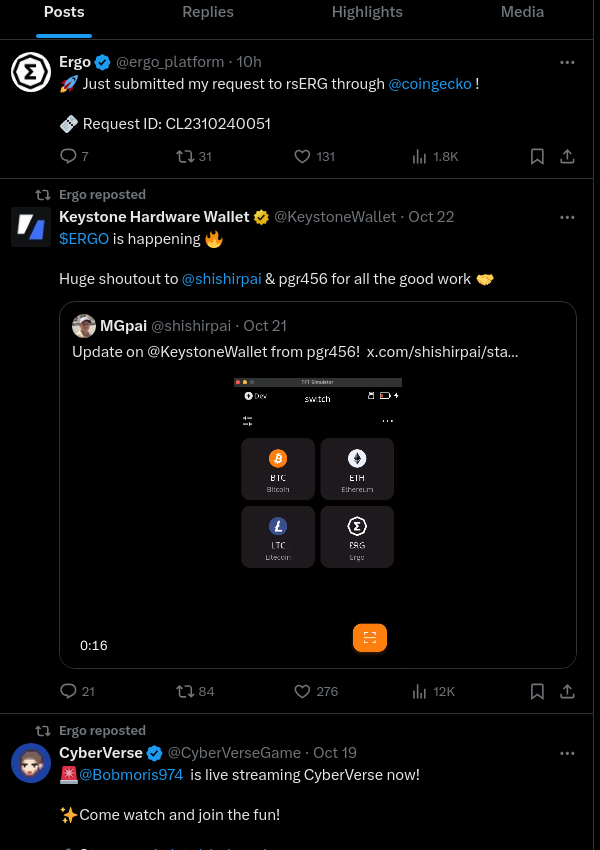 Posts
Replies
Highlights
Media
Ergo @ergo_platform · 10h
🚀 Just submitted my request to rsERG through @coingecko !
Request ID: CL2310240051
7
31
131
1.8K
Ergo reposted
Keystone Hardware Wallet @KeystoneWallet · Oct 22
$ERGO is happening 🔥
Huge shoutout to @shishirpai & pgr456 for all the good work 🤝
MGpai @shishirpai · Oct 21
Update on @KeystoneWallet from pgr456! x.com/shishirpai/sta…
TFT Simulator
Dev
switch
BTC
Bitcoin
ETH
Ethereum
LTC
Litecoin
ERG
Ergo
0:16
21
84
276
12K
Ergo reposted
CyberVerse @CyberVerseGame · Oct 19
🚨@Bobmoris974 is live streaming CyberVerse now!
✨Come watch and join the fun!